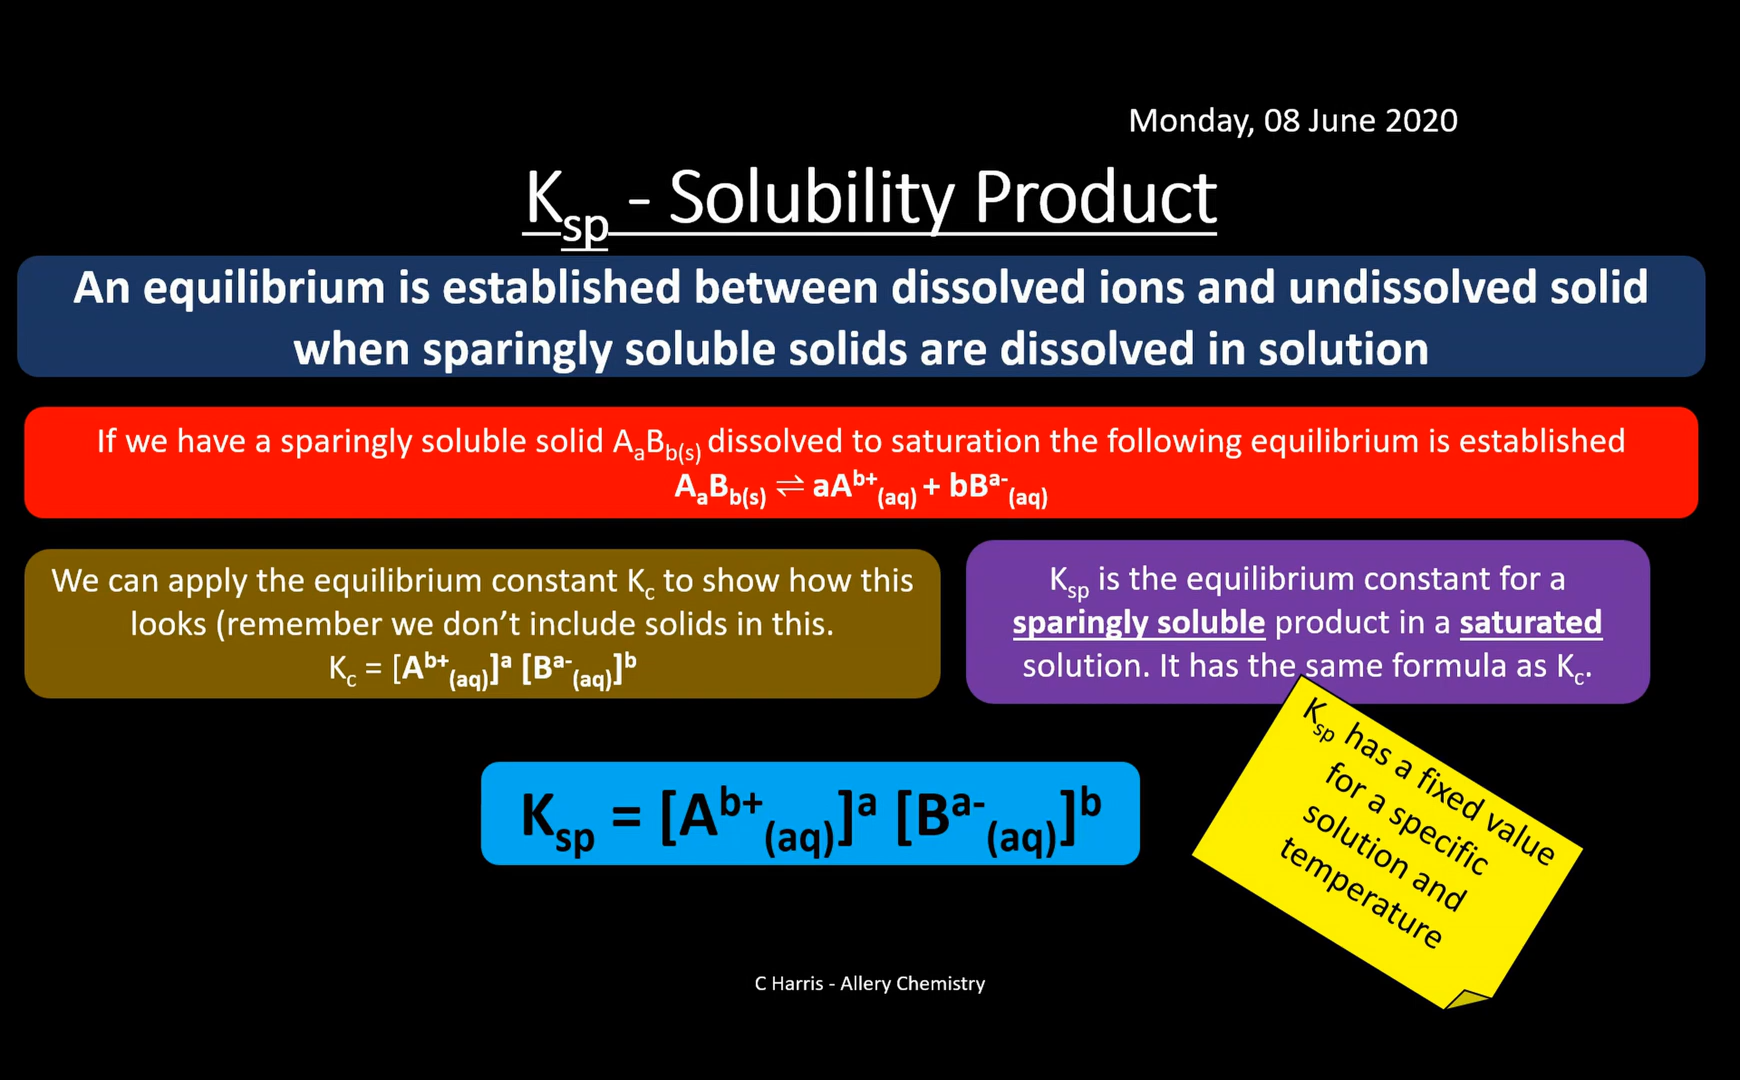 Monday, 08 June 2020
Ksp - Solubility Product
An equilibrium is established between dissolved ions and undissolved solid
when sparingly soluble solids are dissolved in solution
If we have a sparingly soluble solid AaBb(s) dissolved to saturation the following equilibrium is established
AaBb(s) ⇌ aAb+(aq) + bBa-(aq)
We can apply the equilibrium constant Kc to show how this
looks (remember we don’t include solids in this.
Kc = [Ab+(aq)]a [Ba-(aq)]b
Ksp is the equilibrium constant for a
sparingly soluble product in a saturated
solution. It has the same formula as Kc.
Ksp = [Ab+(aq)]a [Ba-(aq)]b
Ksp has a fixed value
for a specific
solution and
temperature
C Harris - Allery Chemistry